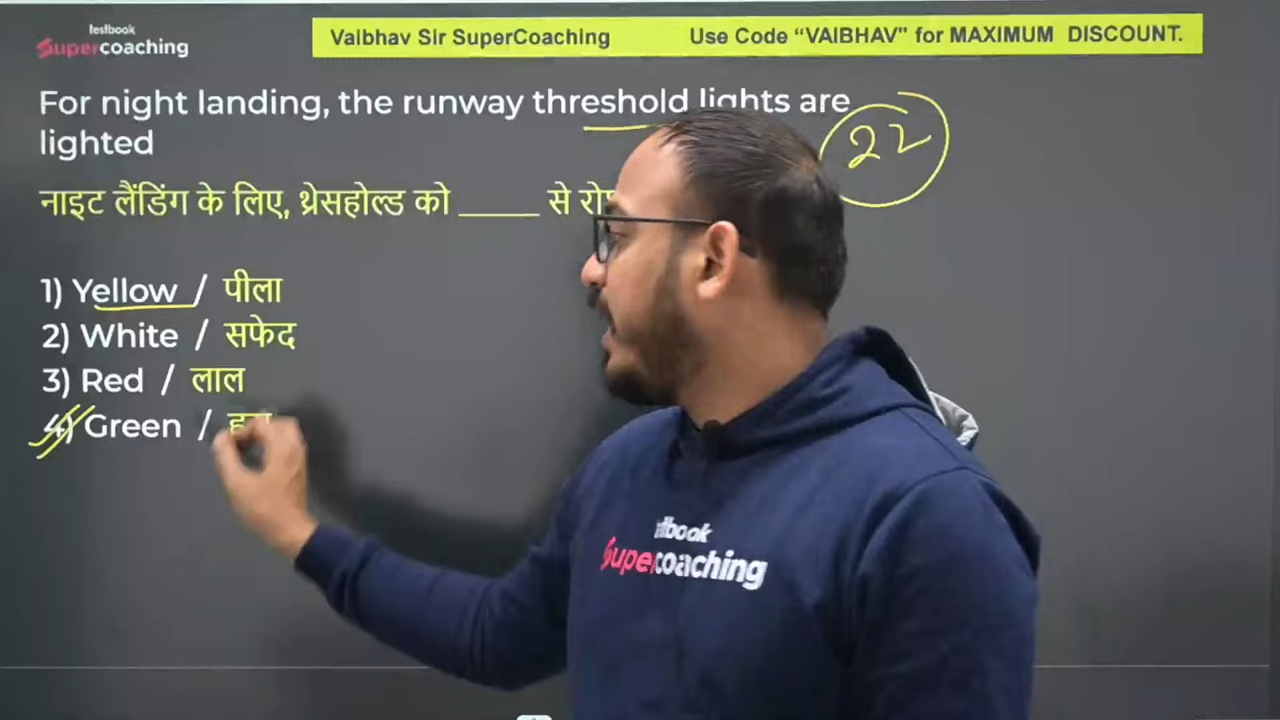 testbook
Supercoaching
Vaibhav Sir SuperCoaching Use Code “VAIBHAV" for MAXIMUM DISCOUNT.
For night landing, the runway threshold lights are
lighted
22
नाइट लैंडिंग के लिए, थ्रेसहोल्ड को _____ से
1) Yellow / पीला
2) White / सफेद
3) Red / लाल
4) Green /
Supercoaching